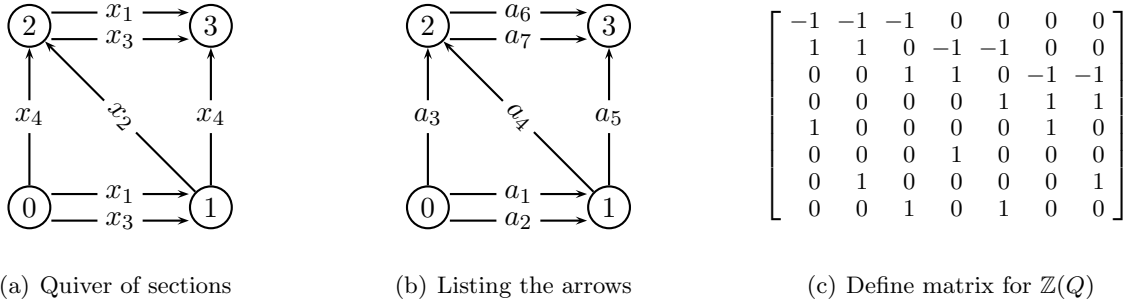 2 x₁ 3
x₃
x₄ x₂ x₄
0 x₁ 1
x₃
(a) Quiver of sections
2 a₆ 3
a₇
a₃ a₄ a₅
0 a₁ 1
a₂
(b) Listing the arrows
−1 −1 −1 0 0 0 0
1 1 0 −1 −1 0 0
0 0 1 1 0 −1 −1
0 0 0 0 1 1 1
1 0 0 0 0 1 0
0 0 0 1 0 0 0
0 1 0 0 0 0 1
0 0 1 0 1 0 0
(c) Define matrix for ℤ(Q)